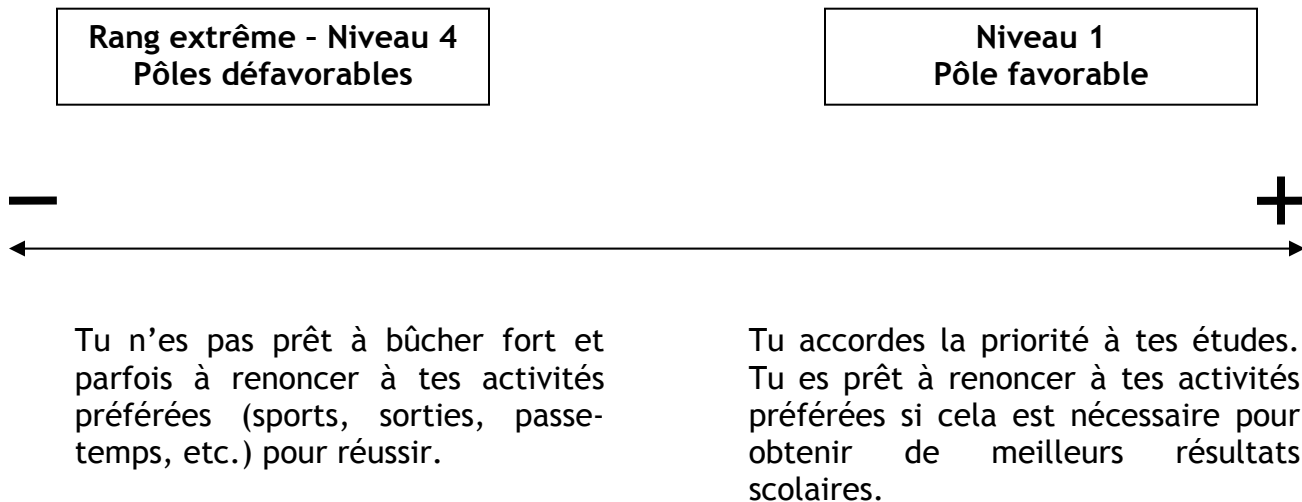 Rang extrême – Niveau 4
Pôles défavorables
Niveau 1
Pôle favorable
–
+
Tu n’es pas prêt à bûcher fort et
parfois à renoncer à tes activités
préférées (sports, sorties, passe-
temps, etc.) pour réussir.
Tu accordes la priorité à tes études.
Tu es prêt à renoncer à tes activités
préférées si cela est nécessaire pour
obtenir de meilleurs résultats
scolaires.